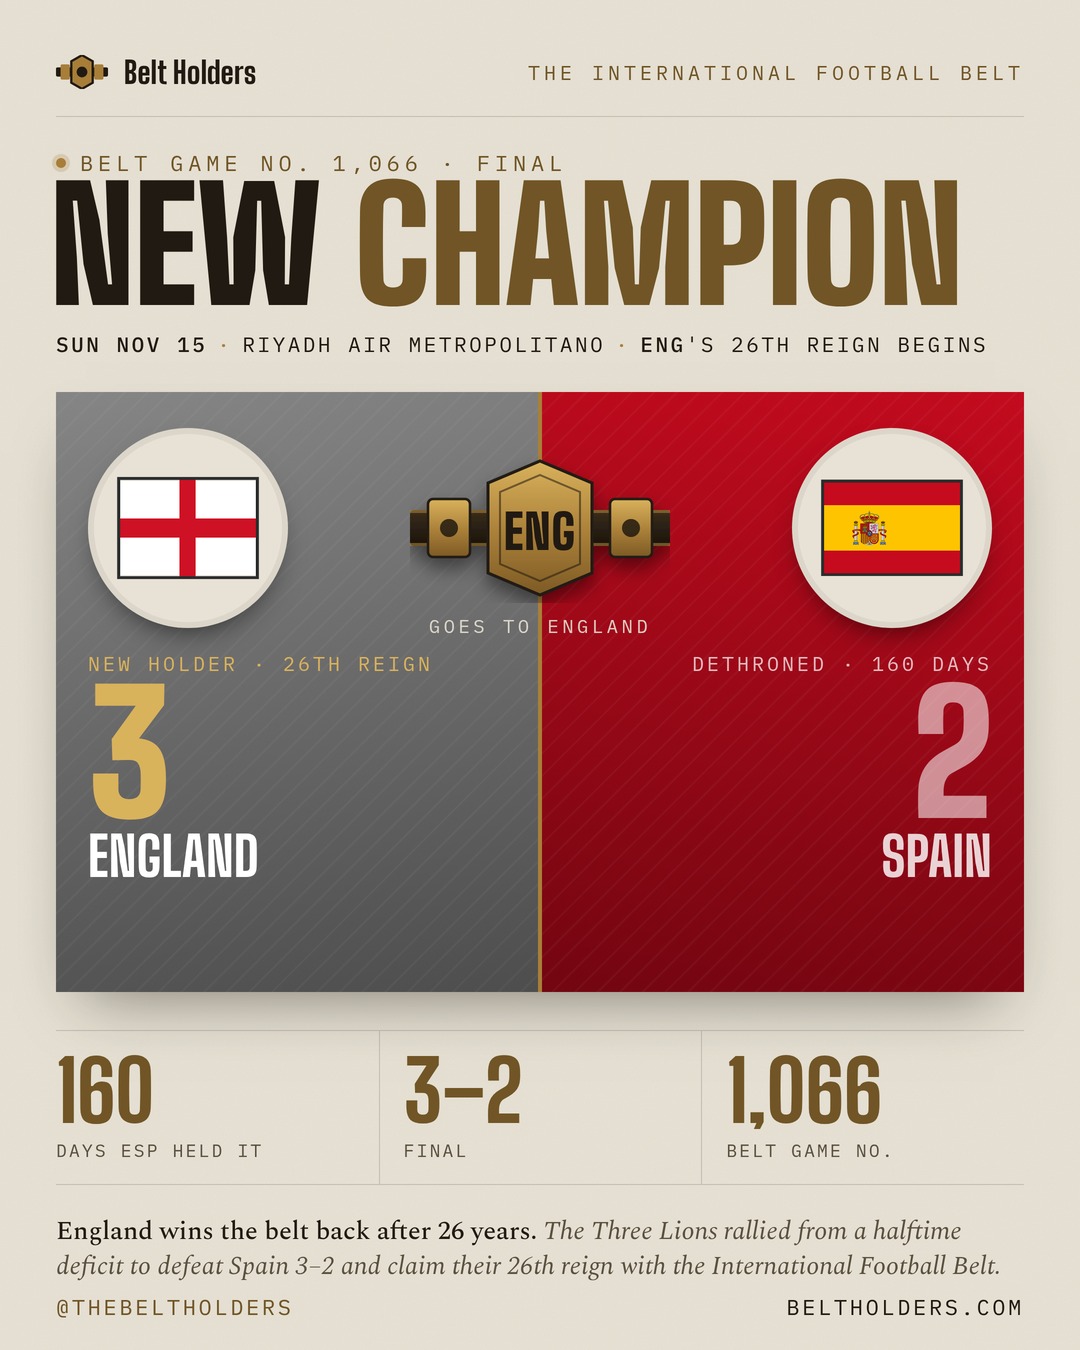 Belt Holders
THE INTERNATIONAL FOOTBALL BELT
BELT GAME NO. 1,066 · FINAL
NEW CHAMPION
SUN NOV 15 · RIYADH AIR METROPOLITANO · ENG'S 26TH REIGN BEGINS
ENG
GOES TO ENGLAND
NEW HOLDER · 26TH REIGN
3
ENGLAND
DETHRONED · 160 DAYS
2
SPAIN
160
DAYS ESP HELD IT
3–2
FINAL
1,066
BELT GAME NO.
England wins the belt back after 26 years. The Three Lions rallied from a halftime
deficit to defeat Spain 3–2 and claim their 26th reign with the International Football Belt.
@THEBELTHOLDERS
BELTHOLDERS.COM